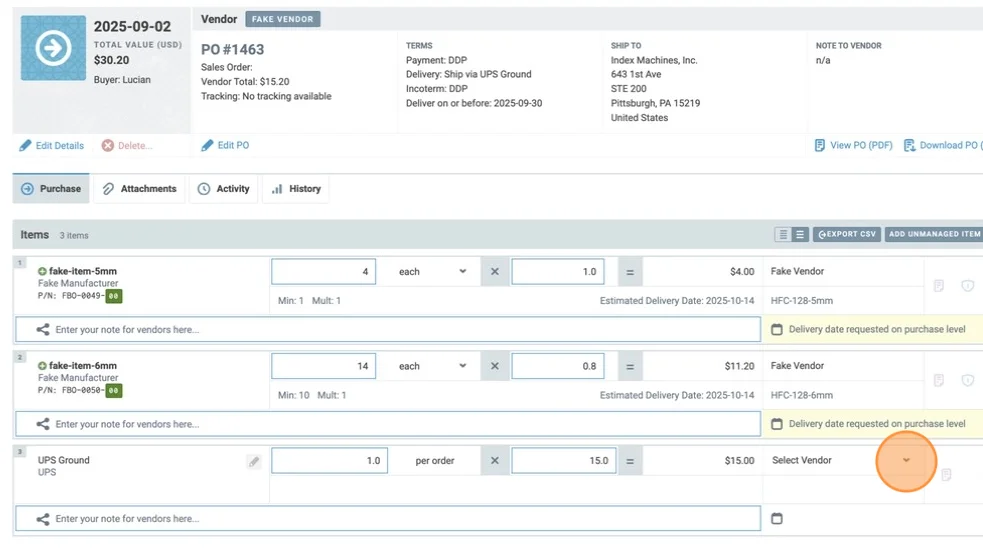 2025-09-02
TOTAL VALUE (USD)
$30.20
Buyer: Lucian
Edit Details
Delete...
Vendor
FAKE VENDOR
PO #1463
Sales Order:
Vendor Total: $15.20
Tracking: No tracking available
Edit PO
TERMS
Payment: DDP
Delivery: Ship via UPS Ground
Incoterm: DDP
Deliver on or before: 2025-09-30
SHIP TO
Index Machines, Inc.
643 1st Ave
STE 200
Pittsburgh, PA 15219
United States
NOTE TO VENDOR
n/a
View PO (PDF)
Download PO (
Purchase
Attachments
Activity
History
Items 3 items
EXPORT CSV
ADD UNMANAGED ITEM
1
fake-item-5mm
Fake Manufacturer
P/N: FBO-0049-00
4 each × 1.0 = $4.00
Min: 1 Mult: 1
Estimated Delivery Date: 2025-10-14
Fake Vendor
HFC-128-5mm
Enter your note for vendors here...
Delivery date requested on purchase level
2
fake-item-6mm
Fake Manufacturer
P/N: FBO-0050-00
14 each × 0.8 = $11.20
Min: 10 Mult: 1
Estimated Delivery Date: 2025-10-14
Fake Vendor
HFC-128-6mm
Enter your note for vendors here...
Delivery date requested on purchase level
3
UPS Ground
UPS
1.0 per order × 15.0 = $15.00
Select Vendor
Enter your note for vendors here...